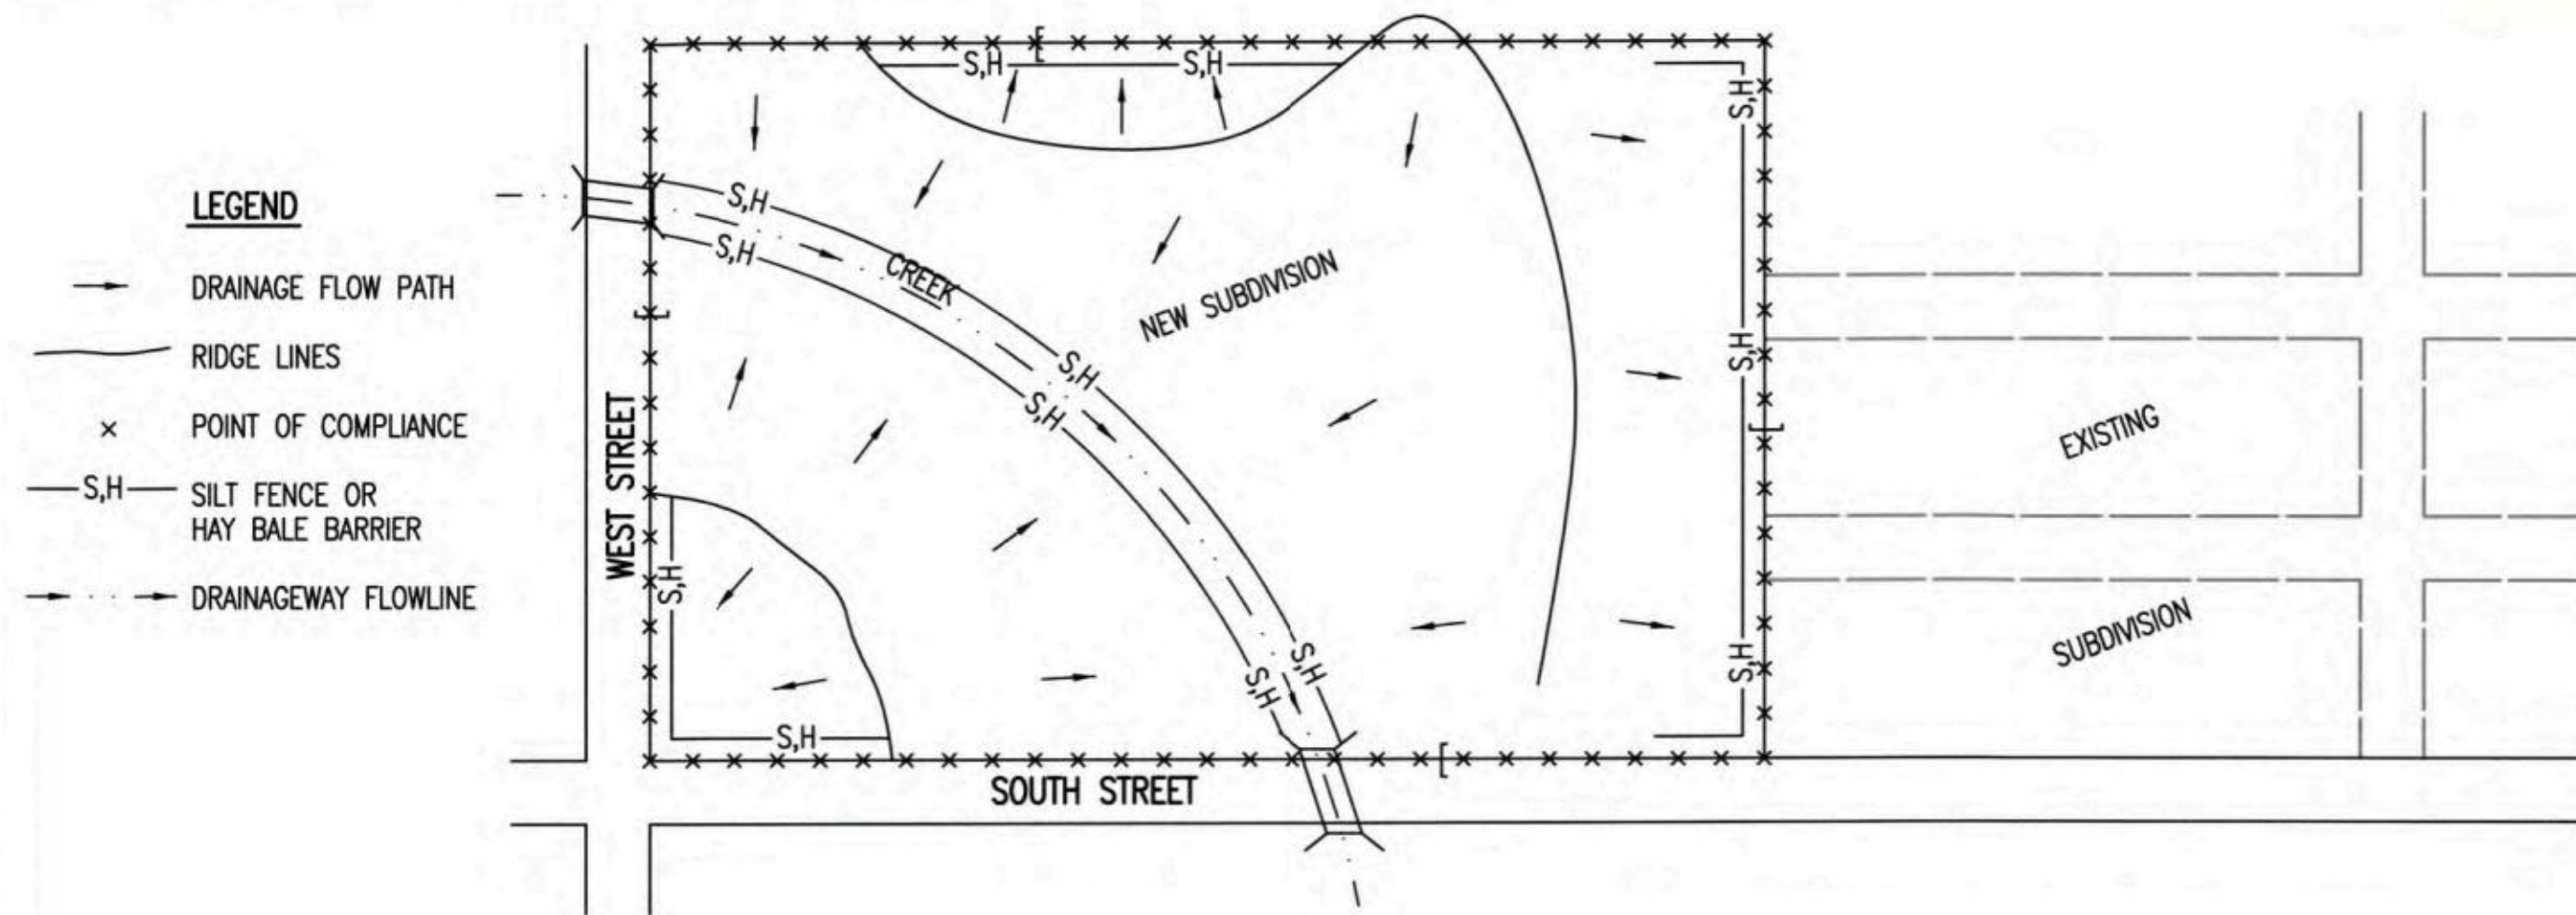 LEGEND
DRAINAGE FLOW PATH
RIDGE LINES
POINT OF COMPLIANCE
S,H
SILT FENCE OR
HAY BALE BARRIER
DRAINAGEWAY FLOWLINE
S,H
S,H
S,H
S,H
S,H
CREEK
NEW SUBDIVISION
S,H
S,H
S,H
WEST STREET
EXISTING
S,H
S,H
S,H
SUBDIVISION
S,H
S,H
S,H
SOUTH STREET